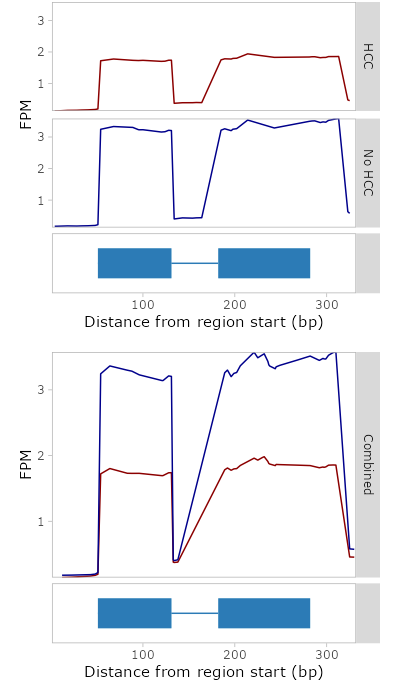 3
2
1
HCC
FPM
3
2
1
No HCC
100 200 300
Distance from region start (bp)
3
2
1
FPM
Combined
100 200 300
Distance from region start (bp)